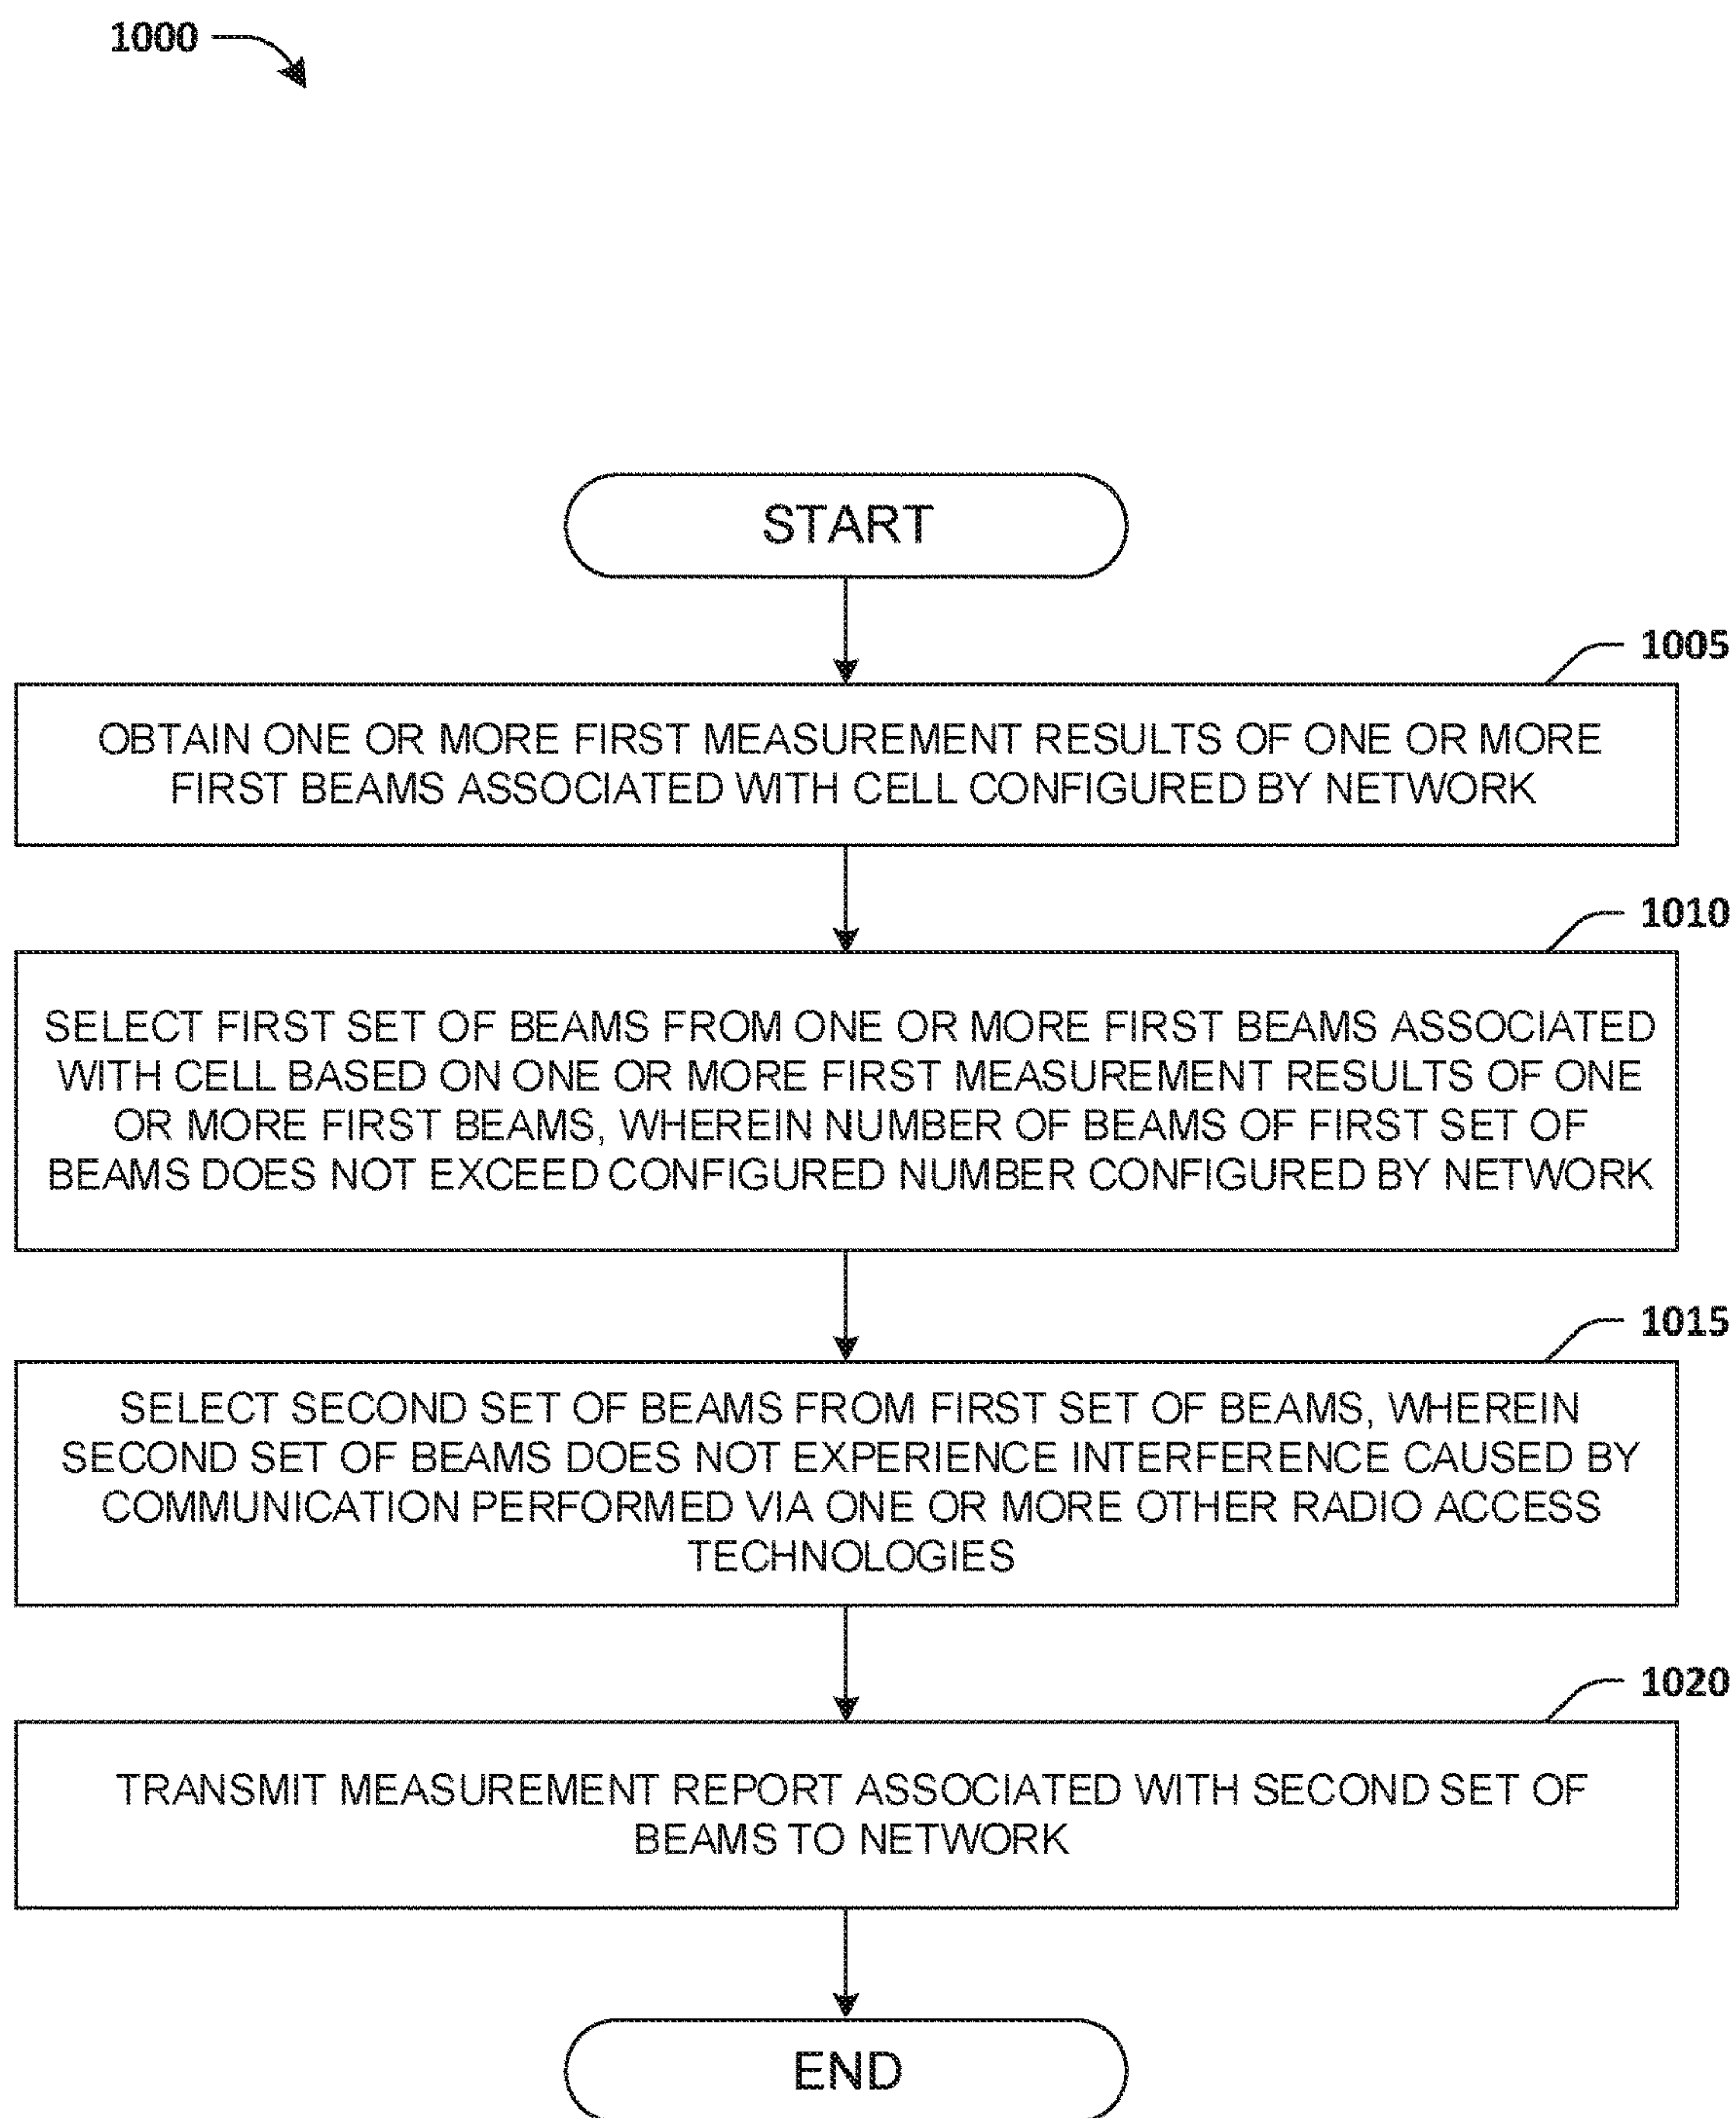 1000
START
1005
OBTAIN ONE OR MORE FIRST MEASUREMENT RESULTS OF ONE OR MORE
FIRST BEAMS ASSOCIATED WITH CELL CONFIGURED BY NETWORK
1010
SELECT FIRST SET OF BEAMS FROM ONE OR MORE FIRST BEAMS ASSOCIATED
WITH CELL BASED ON ONE OR MORE FIRST MEASUREMENT RESULTS OF ONE
OR MORE FIRST BEAMS, WHEREIN NUMBER OF BEAMS OF FIRST SET OF
BEAMS DOES NOT EXCEED CONFIGURED NUMBER CONFIGURED BY NETWORK
1015
SELECT SECOND SET OF BEAMS FROM FIRST SET OF BEAMS, WHEREIN
SECOND SET OF BEAMS DOES NOT EXPERIENCE INTERFERENCE CAUSED BY
COMMUNICATION PERFORMED VIA ONE OR MORE OTHER RADIO ACCESS
TECHNOLOGIES
1020
TRANSMIT MEASUREMENT REPORT ASSOCIATED WITH SECOND SET OF
BEAMS TO NETWORK
END